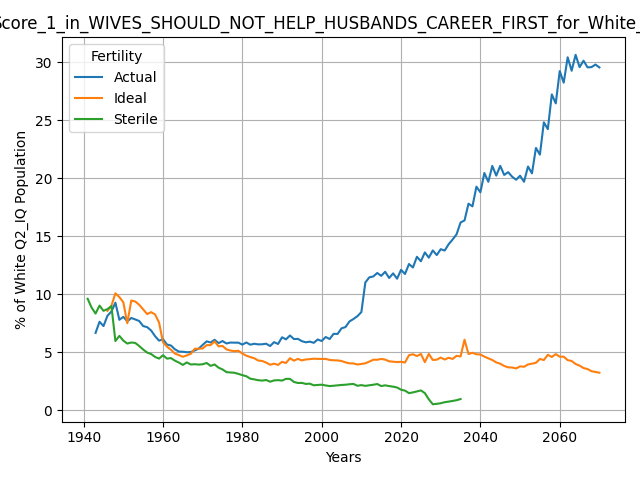 Score_1_in_WIVES_SHOULD_NOT_HELP_HUSBANDS_CAREER_FIRST_for_White_
Fertility
Actual
Ideal
Sterile
% of White Q2_IQ Population
30
25
20
15
10
5
0
1940 1960 1980 2000 2020 2040 2060
Years